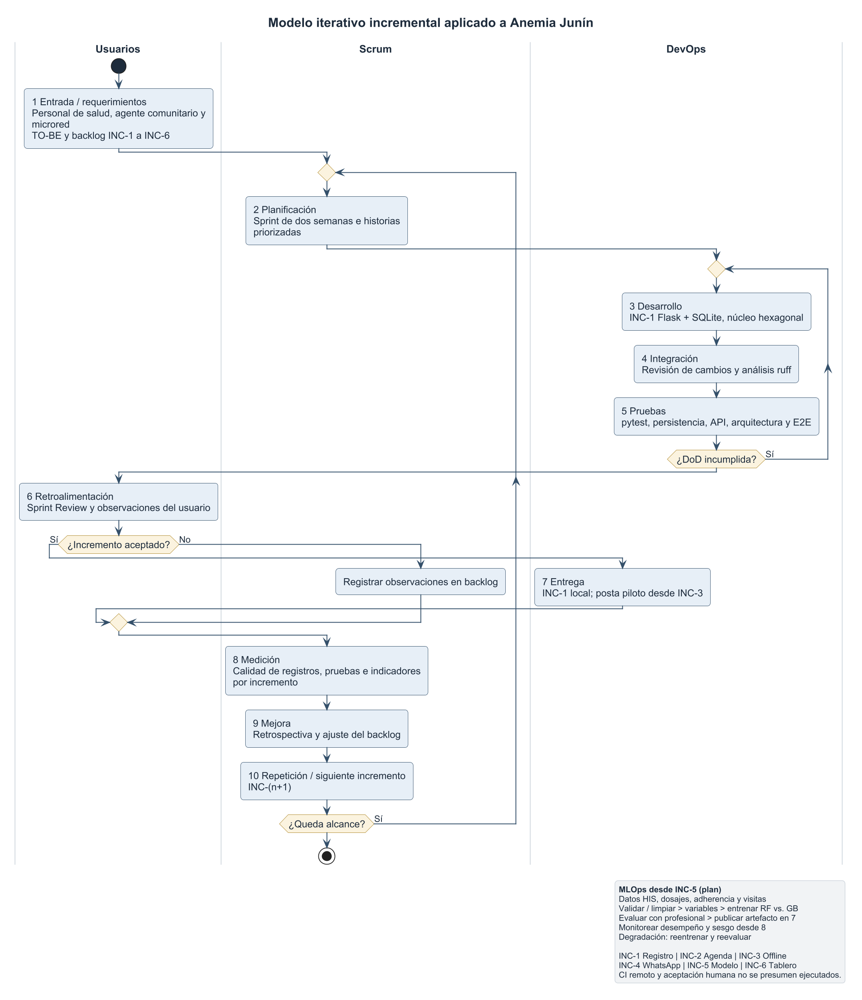 Modelo iterativo incremental aplicado a Anemia Junín
Usuarios
Scrum
DevOps
1 Entrada / requerimientos
Personal de salud, agente comunitario y
microred
TO-BE y backlog INC-1 a INC-6
2 Planificación
Sprint de dos semanas e historias
priorizadas
3 Desarrollo
INC-1 Flask + SQLite, núcleo hexagonal
4 Integración
Revisión de cambios y análisis ruff
5 Pruebas
pytest, persistencia, API, arquitectura y E2E
¿DoD incumplida?
Sí
6 Retroalimentación
Sprint Review y observaciones del usuario
Sí
¿Incremento aceptado?
No
Registrar observaciones en backlog
7 Entrega
INC-1 local; posta piloto desde INC-3
8 Medición
Calidad de registros, pruebas e indicadores
por incremento
9 Mejora
Retrospectiva y ajuste del backlog
10 Repetición / siguiente incremento
INC-(n+1)
¿Queda alcance?
Sí
MLOps desde INC-5 (plan)
Datos HIS, dosajes, adherencia y visitas
Validar / limpiar > variables > entrenar RF vs. GB
Evaluar con profesional > publicar artefacto en 7
Monitorear desempeño y sesgo desde 8
Degradación: reentrenar y reevaluar
INC-1 Registro | INC-2 Agenda | INC-3 Offline
INC-4 WhatsApp | INC-5 Modelo | INC-6 Tablero
CI remoto y aceptación humana no se presumen ejecutados.